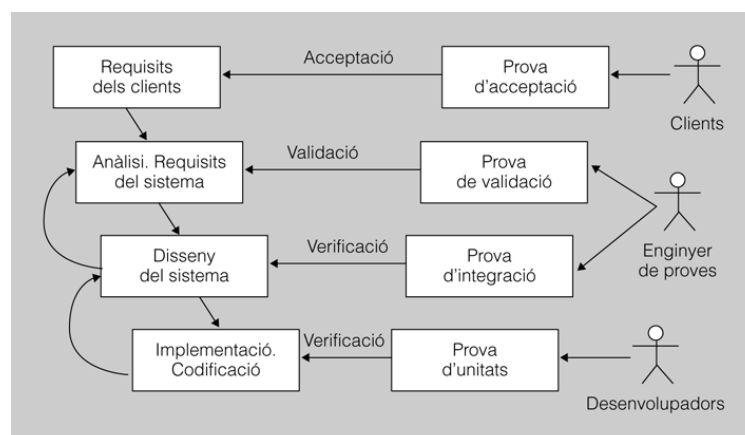 Requisits
dels clients
Acceptació
Prova
d'acceptació
Clients
Anàlisi. Requisits
del sistema
Validació
Prova
de validació
Enginyer
de proves
Disseny
del sistema
Verificació
Prova
d'integració
Implementació.
Codificació
Verificació
Prova
d'unitats
Desenvolupadors